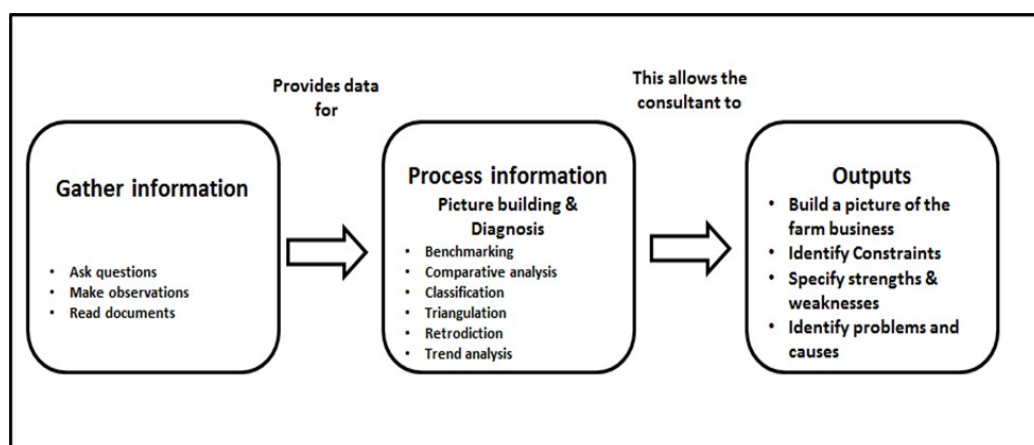 Gather information
• Ask questions
• Make observations
• Read documents
Provides data
for
Process information
Picture building &
Diagnosis
• Benchmarking
• Comparative analysis
• Classification
• Triangulation
• Retrodiction
• Trend analysis
This allows the
consultant to
Outputs
• Build a picture of the
farm business
• Identify Constraints
• Specify strengths &
weaknesses
• Identify problems and
causes